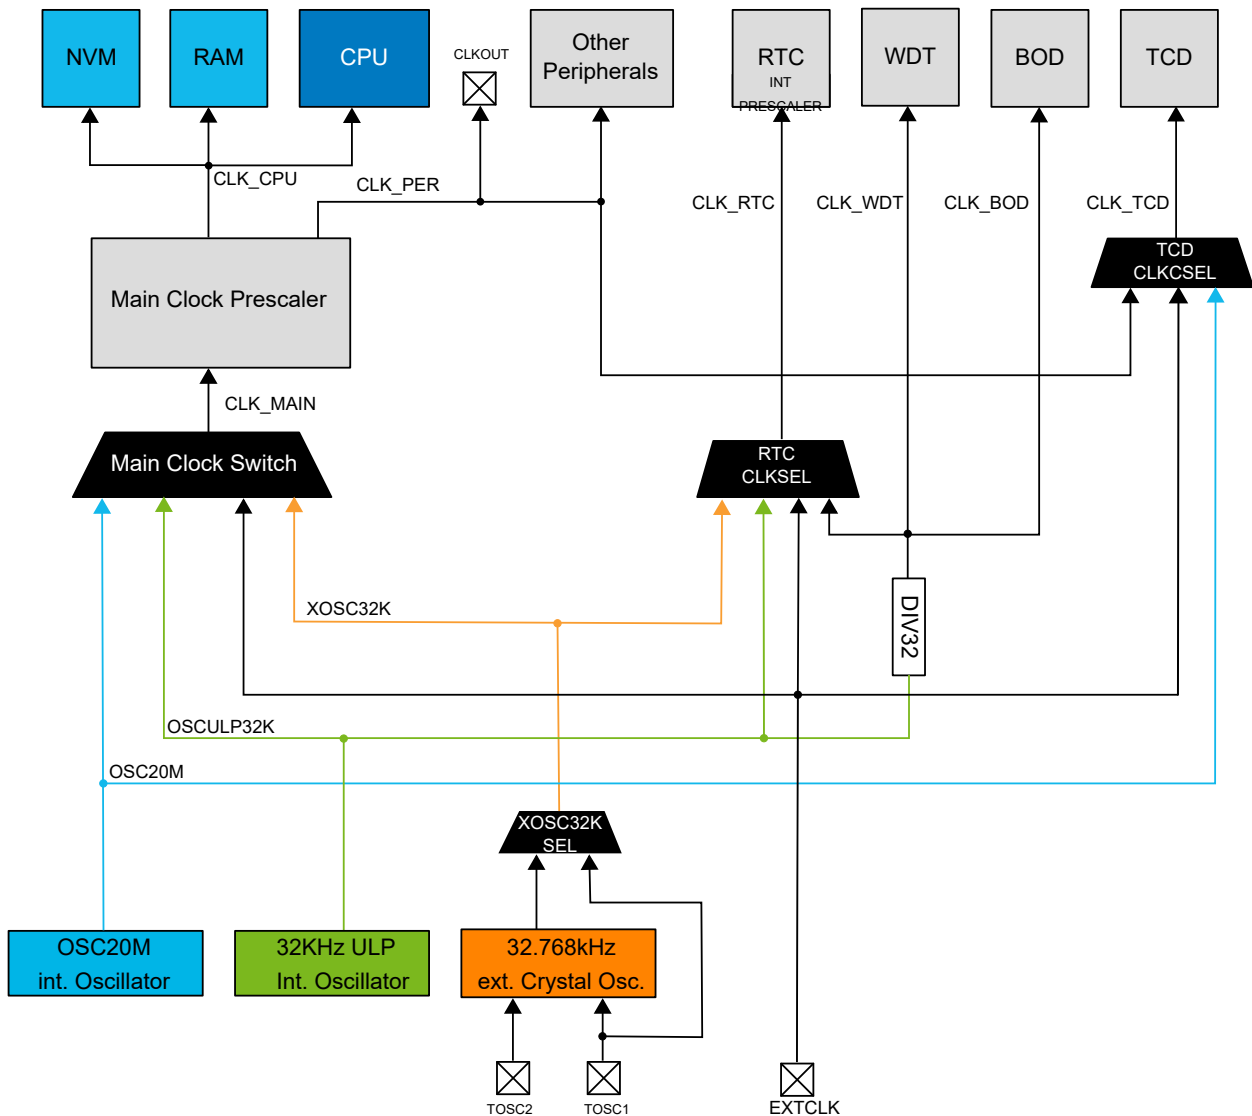 NVM
RAM
CPU
CLKOUT
Other
Peripherals
RTC
INT
PRESCALER
WDT
BOD
TCD
CLK_CPU
CLK_PER
CLK_RTC
CLK_WDT
CLK_BOD
CLK_TCD
TCD
CLKCSEL
Main Clock Prescaler
CLK_MAIN
Main Clock Switch
RTC
CLKSEL
XOSC32K
DIV32
OSCULP32K
OSC20M
XOSC32K
SEL
OSC20M
int. Oscillator
32KHz ULP
Int. Oscillator
32.768kHz
ext. Crystal Osc.
TOSC2
TOSC1
EXTCLK